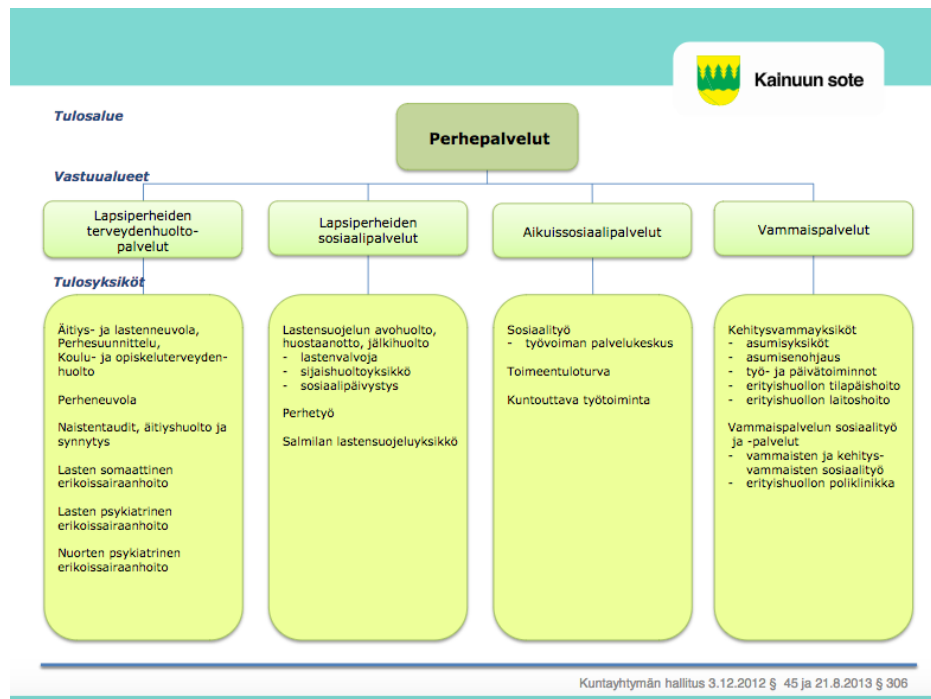 Kainuun sote
Tulosalue
Perhepalvelut
Vastuualueet
Lapsiperheiden
terveydenhuolto-
palvelut
Lapsiperheiden
sosiaalipalvelut
Aikuissosiaalipalvelut
Vammaispalvelut
Tulosyksiköt
Äitiys- ja lastenneuvola,
Perhesuunnittelu,
Koulu- ja opiskeluterveyden-
huolto
Perheneuvola
Naistentaudit, äitiyshuolto ja
synnytys
Lasten somaattinen
erikoissairaanhoito
Lasten psykiatrinen
erikoissairaanhoito
Nuorten psykiatrinen
erikoissairaanhoito
Lastensuojelun avohuolto,
huostaanotto, jälkihuolto
- lastenvalvoja
- sijaishuoltoyksikkö
- sosiaalipäivystys
Perhetyö
Salmilan lastensuojeluyksikkö
Sosiaalityö
- työvoiman palvelukeskus
Toimeentuloturva
Kuntouttava työtoiminta
Kehitysvammayksiköt
- asumisyksiköt
- asumisenohjaus
- työ- ja päivätoiminnot
- erityishuollon tilapäishoito
- erityishuollon laitoshoito
Vammaispalvelun sosiaalityö
ja -palvelut
- vammaisten ja kehitys-
vammaisten sosiaalityö
- erityishuollon poliklinikka
Kuntayhtymän hallitus 3.12.2012 § 45 ja 21.8.2013 § 306